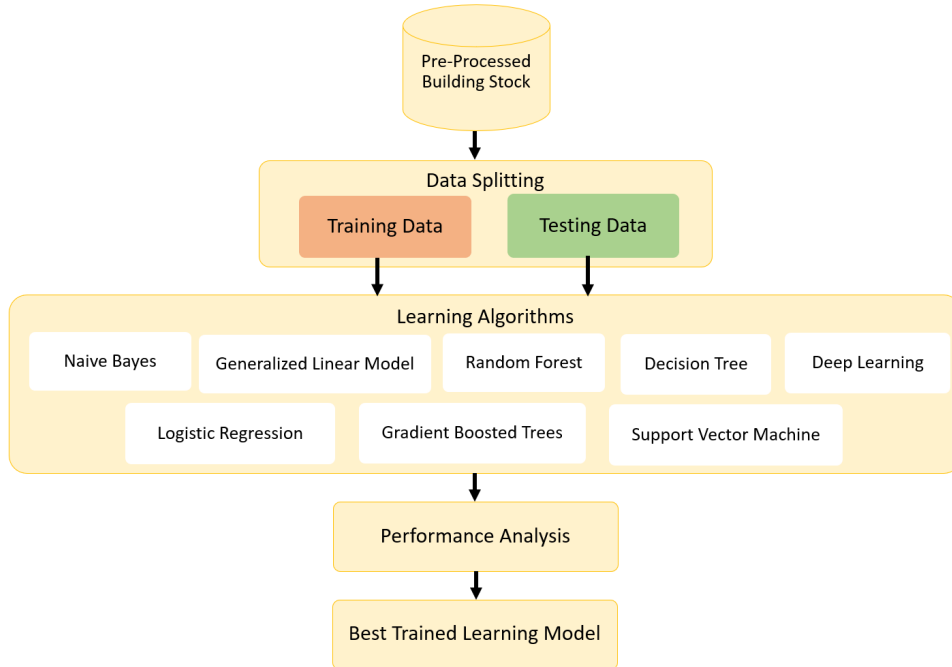 Pre-Processed
Building Stock
Data Splitting
Training Data
Testing Data
Learning Algorithms
Naive Bayes
Generalized Linear Model
Random Forest
Decision Tree
Deep Learning
Logistic Regression
Gradient Boosted Trees
Support Vector Machine
Performance Analysis
Best Trained Learning Model